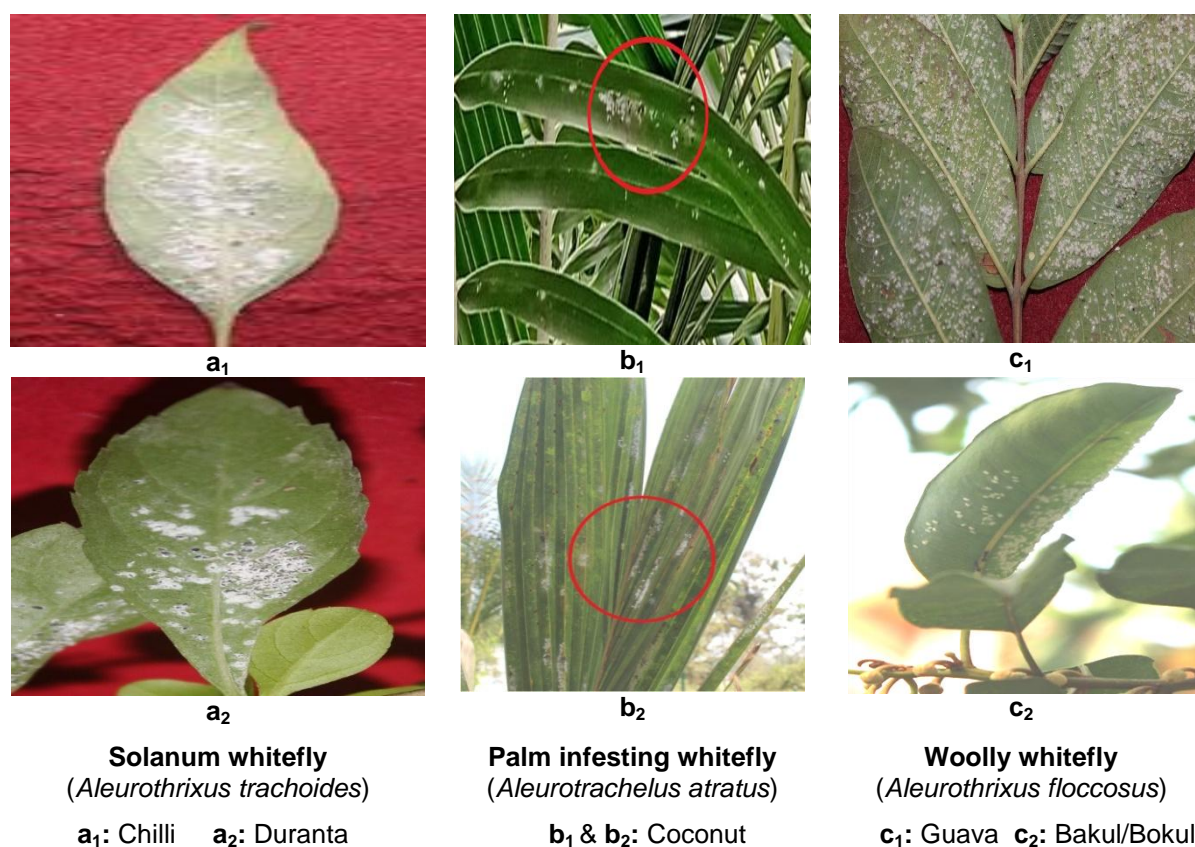 a₁ b₁ c₁
a₂ b₂ c₂
Solanum whitefly Palm infesting whitefly Woolly whitefly
(Aleurothrixus trachoides) (Aleurotrachelus atratus) (Aleurothrixus floccosus)
a₁: Chilli a₂: Duranta b₁ & b₂: Coconut c₁: Guava c₂: Bakul/Bokul